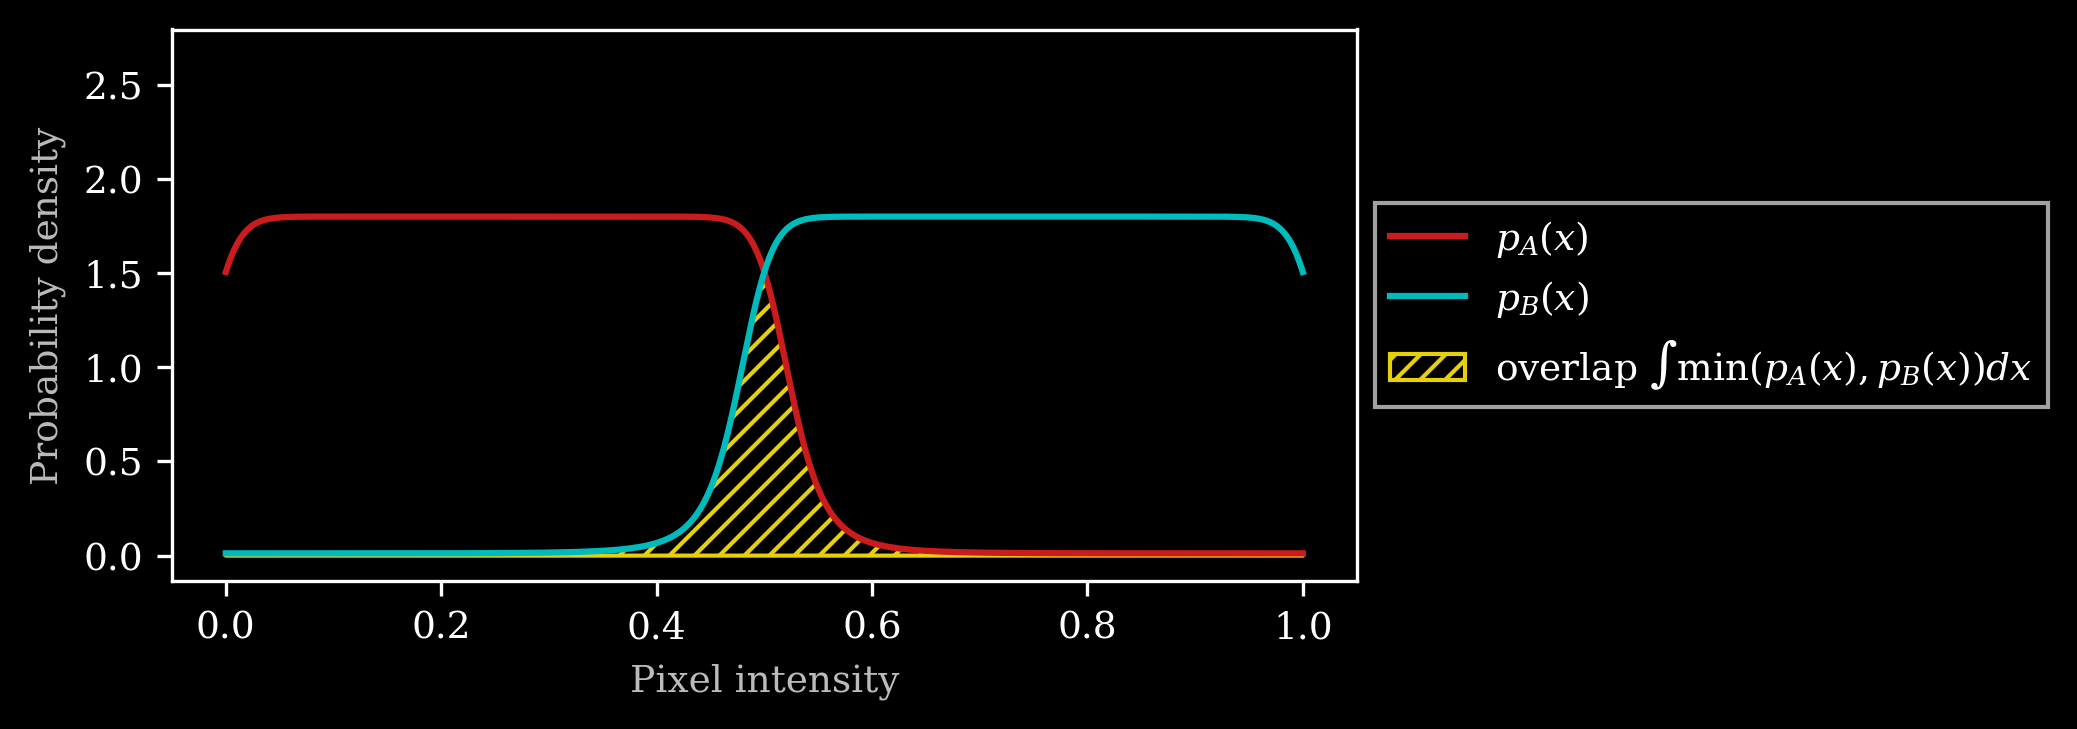 2.5
2.0
1.5
1.0
0.5
0.0
Probability density
0.0 0.2 0.4 0.6 0.8 1.0
Pixel intensity
p_A(x)
p_B(x)
overlap ∫min(p_A(x), p_B(x))dx